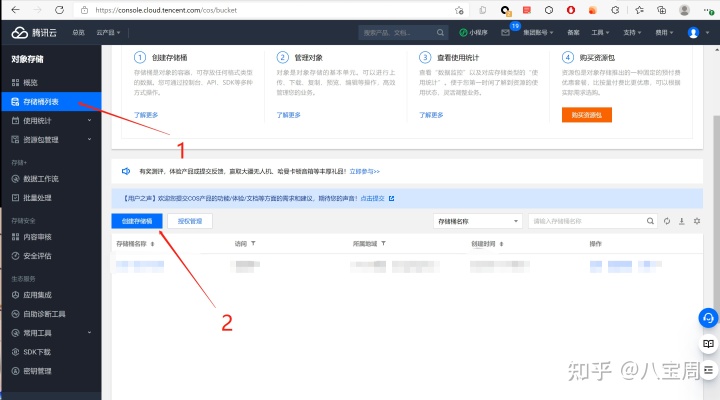 https://console.cloud.tencent.com/cos/bucket
腾讯云 总览 云产品 搜索产品、文档... 小程序 19 集团账号 备案 工具 支持 费用
对象存储
概览
存储桶列表
使用统计
资源包管理
存储+
数据工作流
批量处理
存储安全
内容审核
安全评估
生态服务
应用集成
自助诊断工具
常用工具
SDK下载
密钥管理
1 创建存储桶
存储桶是对象的容器，可存放任何格式类型
的数据。您可通过控制台、API、SDK等多种
方式操作。
了解更多
2 管理对象
对象是对象存储的基本单元。可以进行上
传、下载、复制、预览、编辑等操作，高效
管理您的业务。
了解更多
3 查看使用统计
查看“数据监控”以及对应存储类型的“使
用统计”，便于您第一时间了解到资源的使
用状态，灵活调整业务。
了解更多
4 购买资源包
资源包是对象存储推出的一种固定的预付费
优惠套餐，比按量付费更优惠，可以根据
实际需求选购。
购买资源包
有奖测评，体验产品或提交反馈，直取大疆无人机、哈曼卡顿音箱等丰厚礼品！立即参与>>
【用户之声】欢迎您提交COS产品的功能/体验/文档等方面的需求和建议，期待您的声音！点击提交
创建存储桶 授权管理 存储桶名称 请输入存储桶名称
存储桶名称 访问 所属地域 创建时间 操作
1
2
知乎 @八宝周